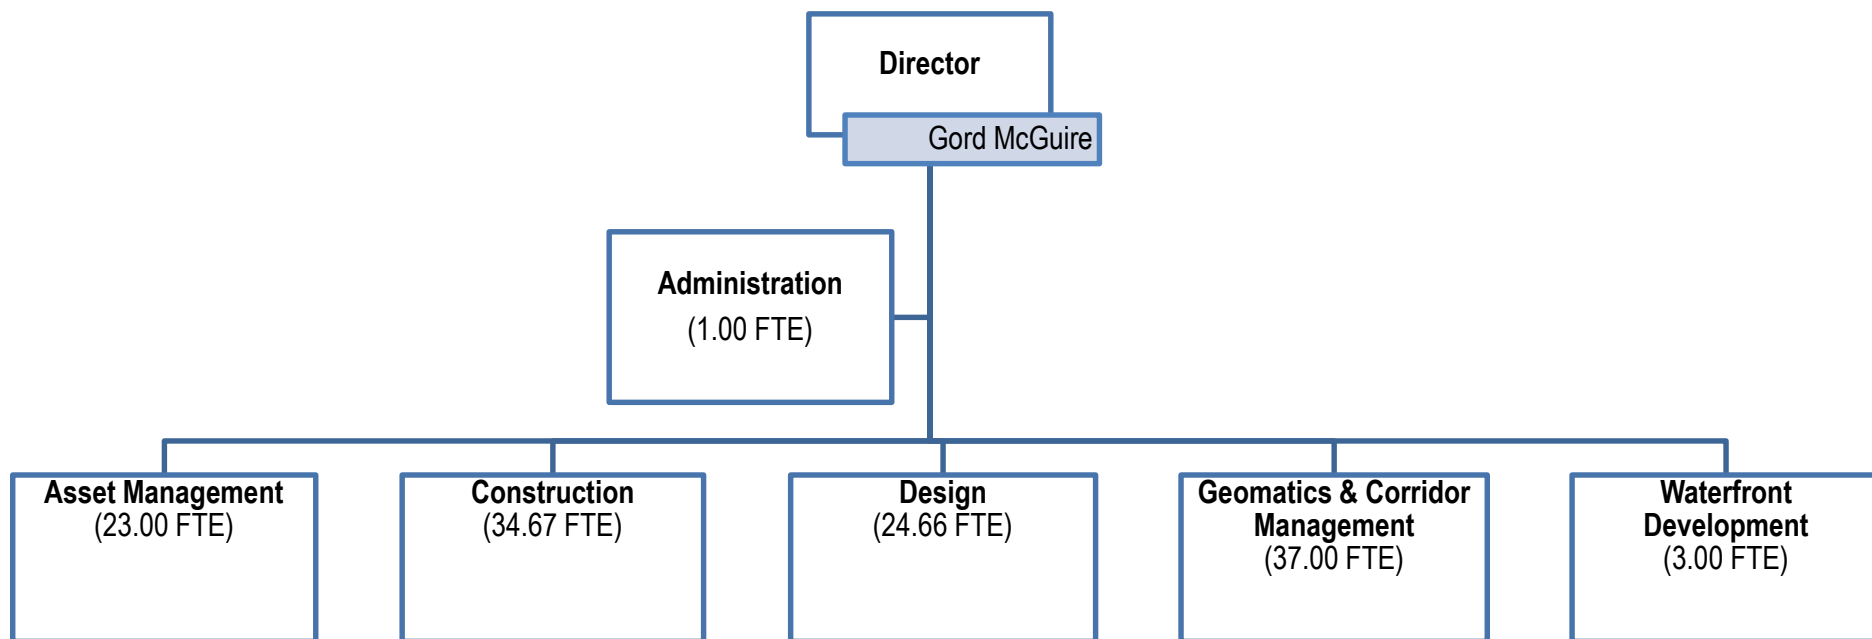 Director
Gord McGuire
Administration
(1.00 FTE)
Asset Management
(23.00 FTE)
Construction
(34.67 FTE)
Design
(24.66 FTE)
Geomatics & Corridor
Management
(37.00 FTE)
Waterfront
Development
(3.00 FTE)